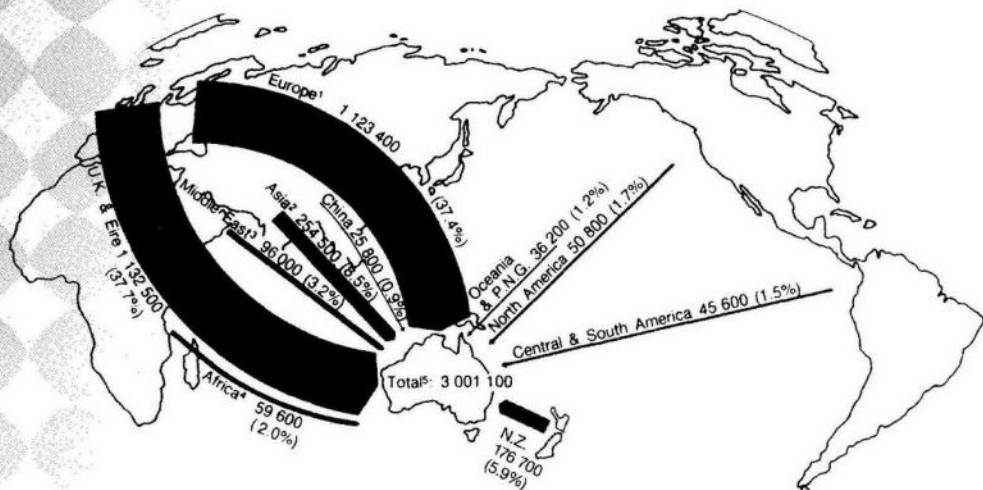 Europe¹ 1 123 400
(37.4%)
U.K. & Eire 1 132 500
(37.7%)
Middle East³ 96 000 (3.2%)
Asia² 254 500 78.5%)
China 25 800 (0.9%)
Oceania
& P.N.G. 36 200 (1.2%)
North America 50 800 (1.7%)
Central & South America 45 600 (1.5%)
Total⁵: 3 001 100
Africa⁴ 59 600
(2.0%)
N.Z.
176 700
(5.9%)